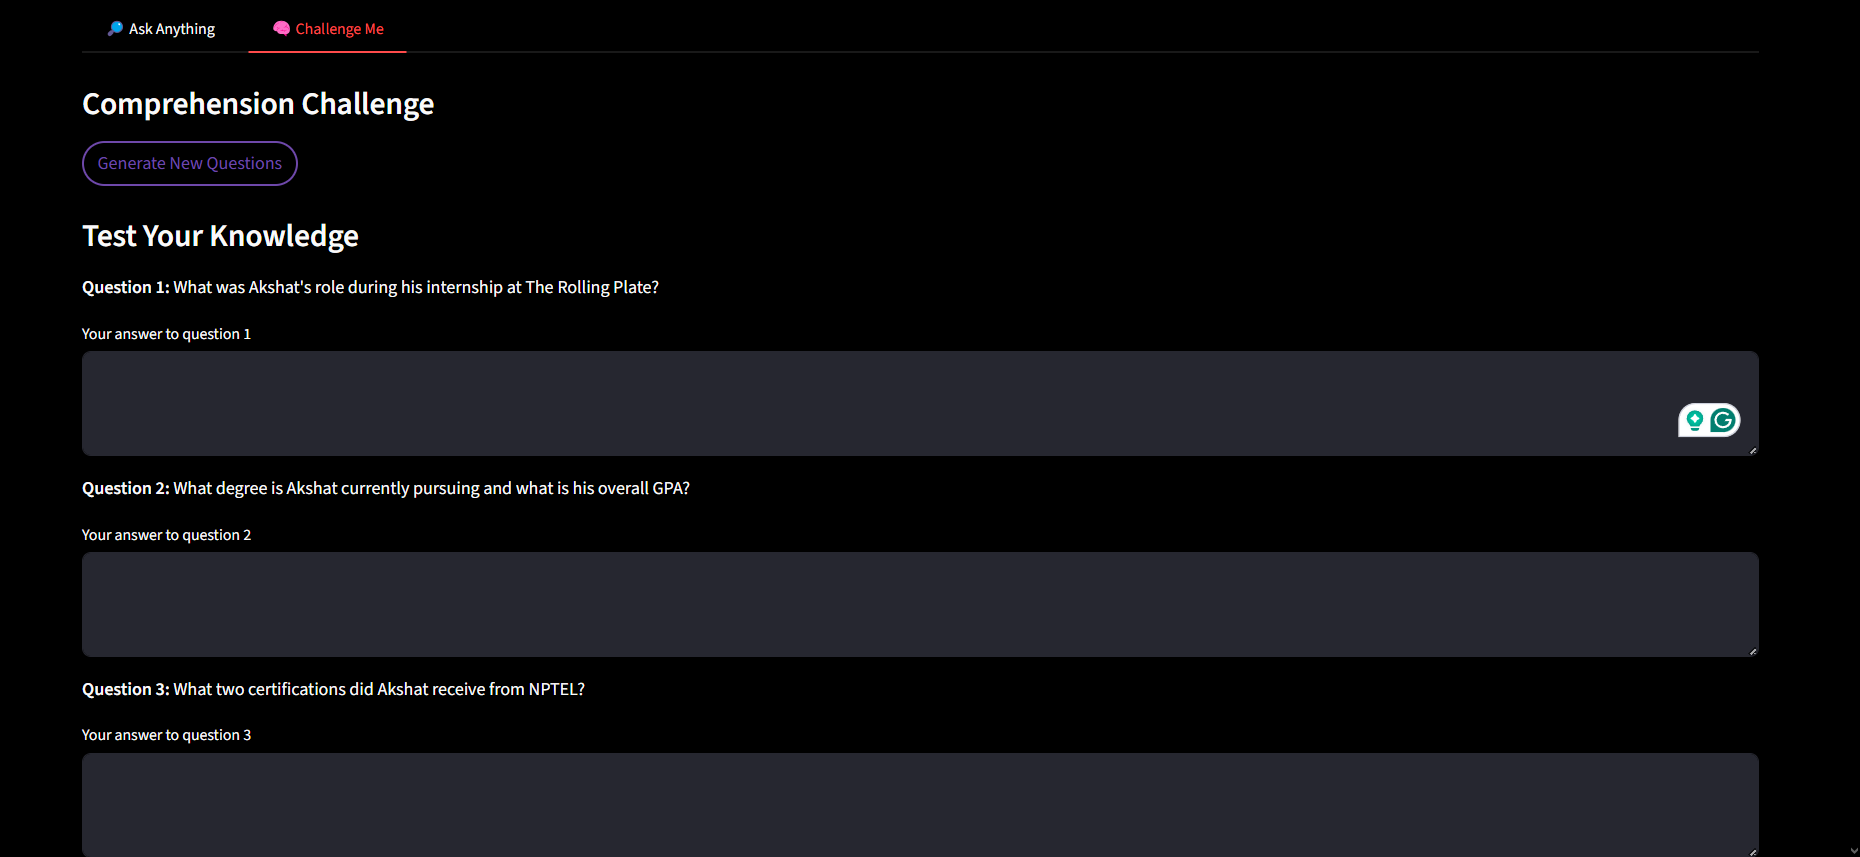 Ask Anything
Challenge Me
Comprehension Challenge
Generate New Questions
Test Your Knowledge
Question 1: What was Akshat's role during his internship at The Rolling Plate?
Your answer to question 1
Question 2: What degree is Akshat currently pursuing and what is his overall GPA?
Your answer to question 2
Question 3: What two certifications did Akshat receive from NPTEL?
Your answer to question 3